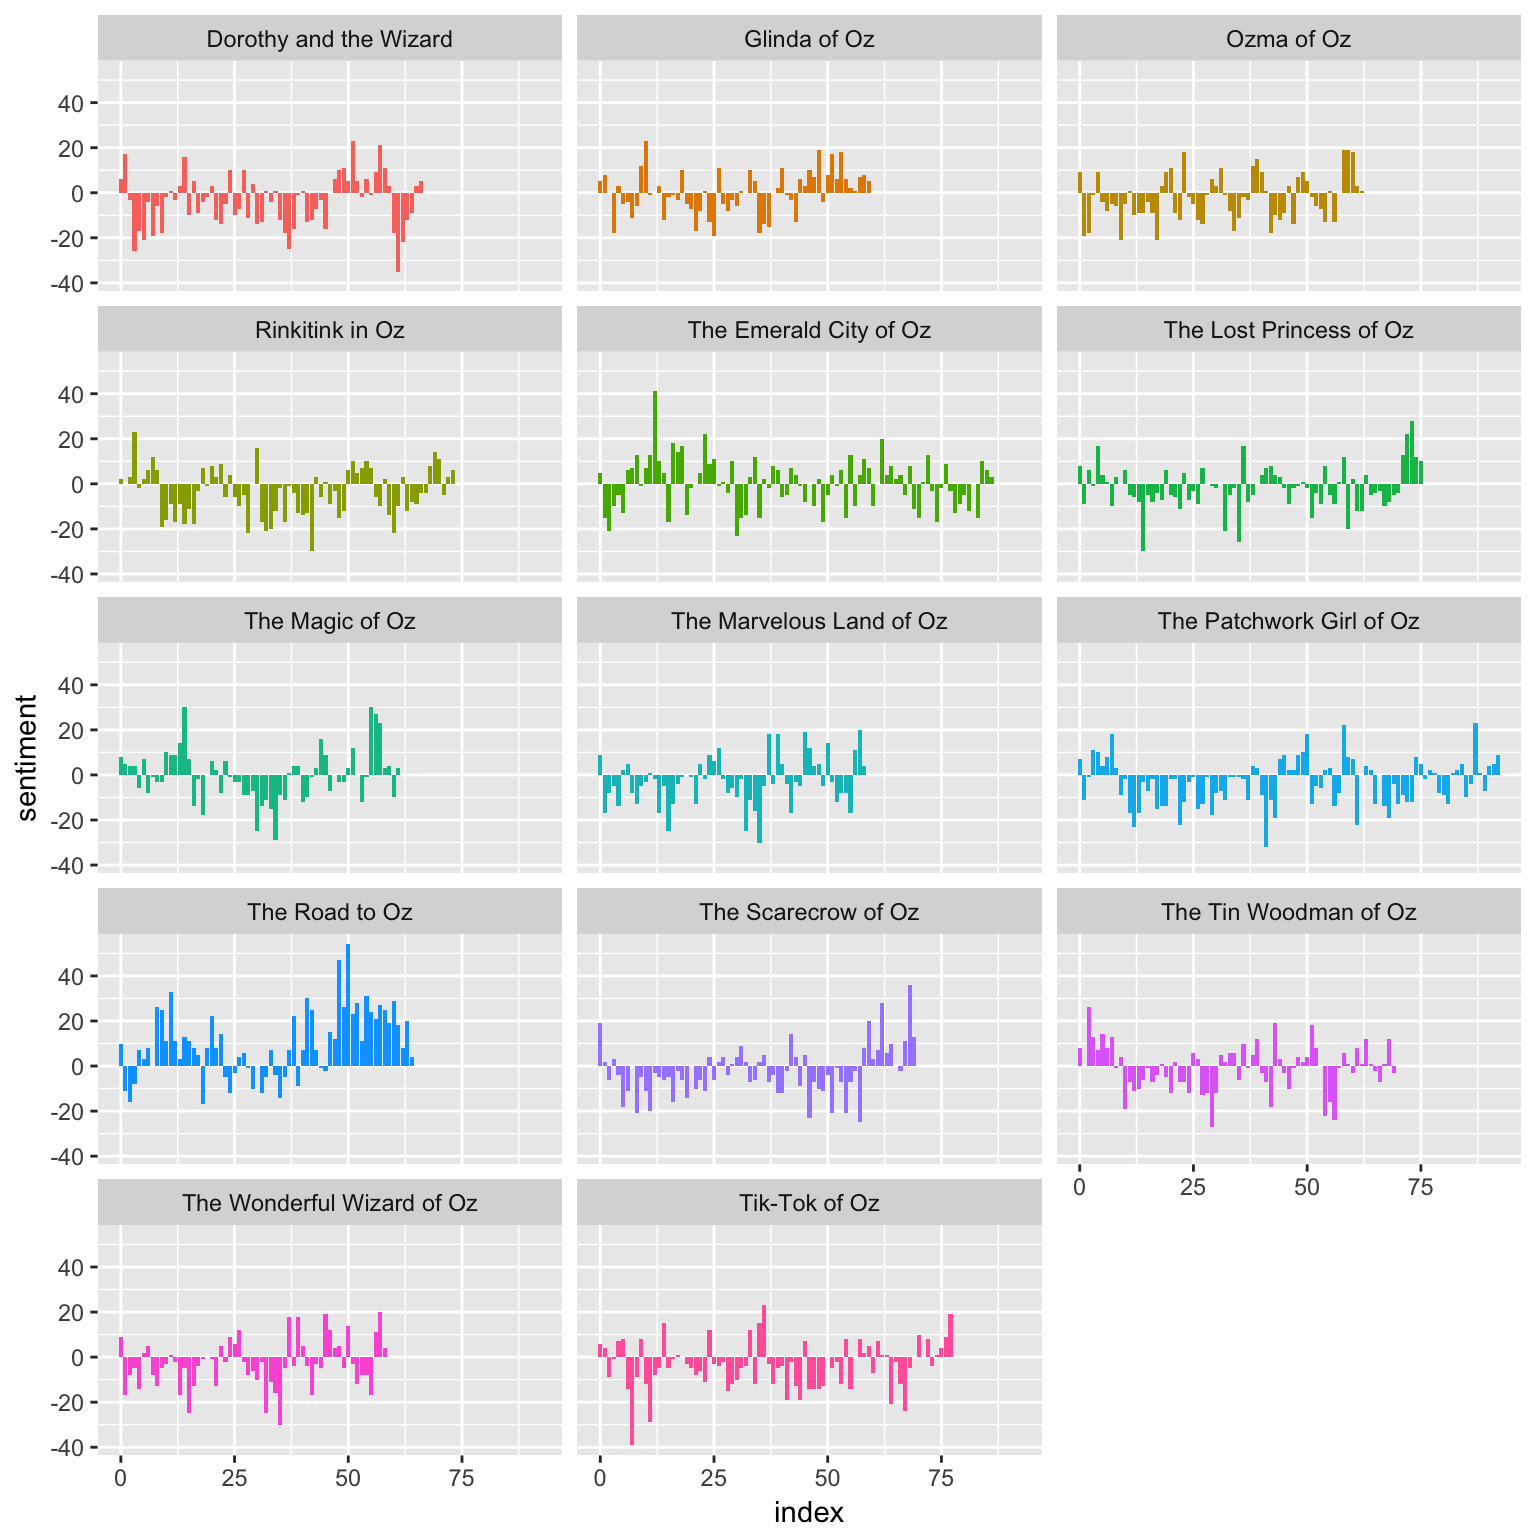 Dorothy and the Wizard
Glinda of Oz
Ozma of Oz
40
20
0
-20
-40
Rinkitink in Oz
The Emerald City of Oz
The Lost Princess of Oz
40
20
0
-20
-40
The Magic of Oz
The Marvelous Land of Oz
The Patchwork Girl of Oz
40
20
0
-20
-40
sentiment
The Road to Oz
The Scarecrow of Oz
The Tin Woodman of Oz
40
20
0
-20
-40
0 25 50 75
The Wonderful Wizard of Oz
Tik-Tok of Oz
40
20
0
-20
-40
0 25 50 75
0 25 50 75
index